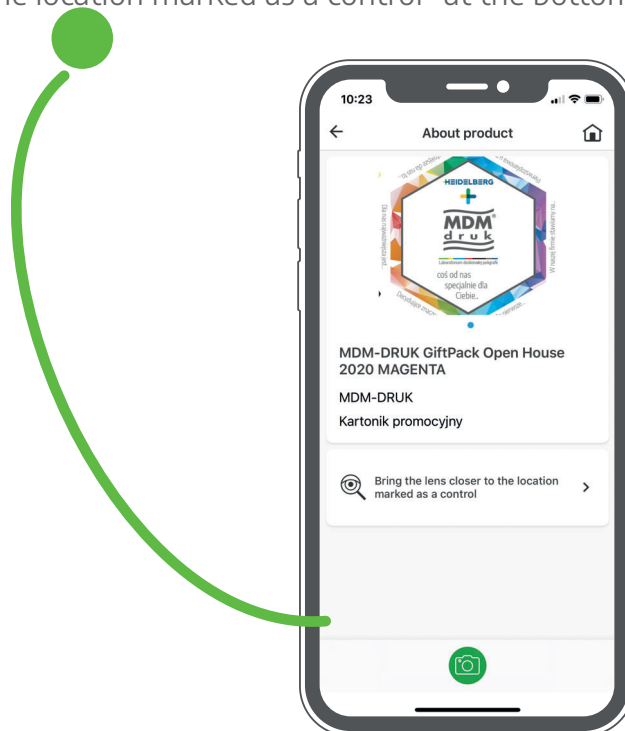 he location marked as a control" at the bottom
10:23
About product
HEIDELBERG
MDM
druk
coś od nas
specjalnie dla
Ciebie..
MDM-DRUK GiftPack Open House
2020 MAGENTA
MDM-DRUK
Kartonik promocyjny
Bring the lens closer to the location
marked as a control